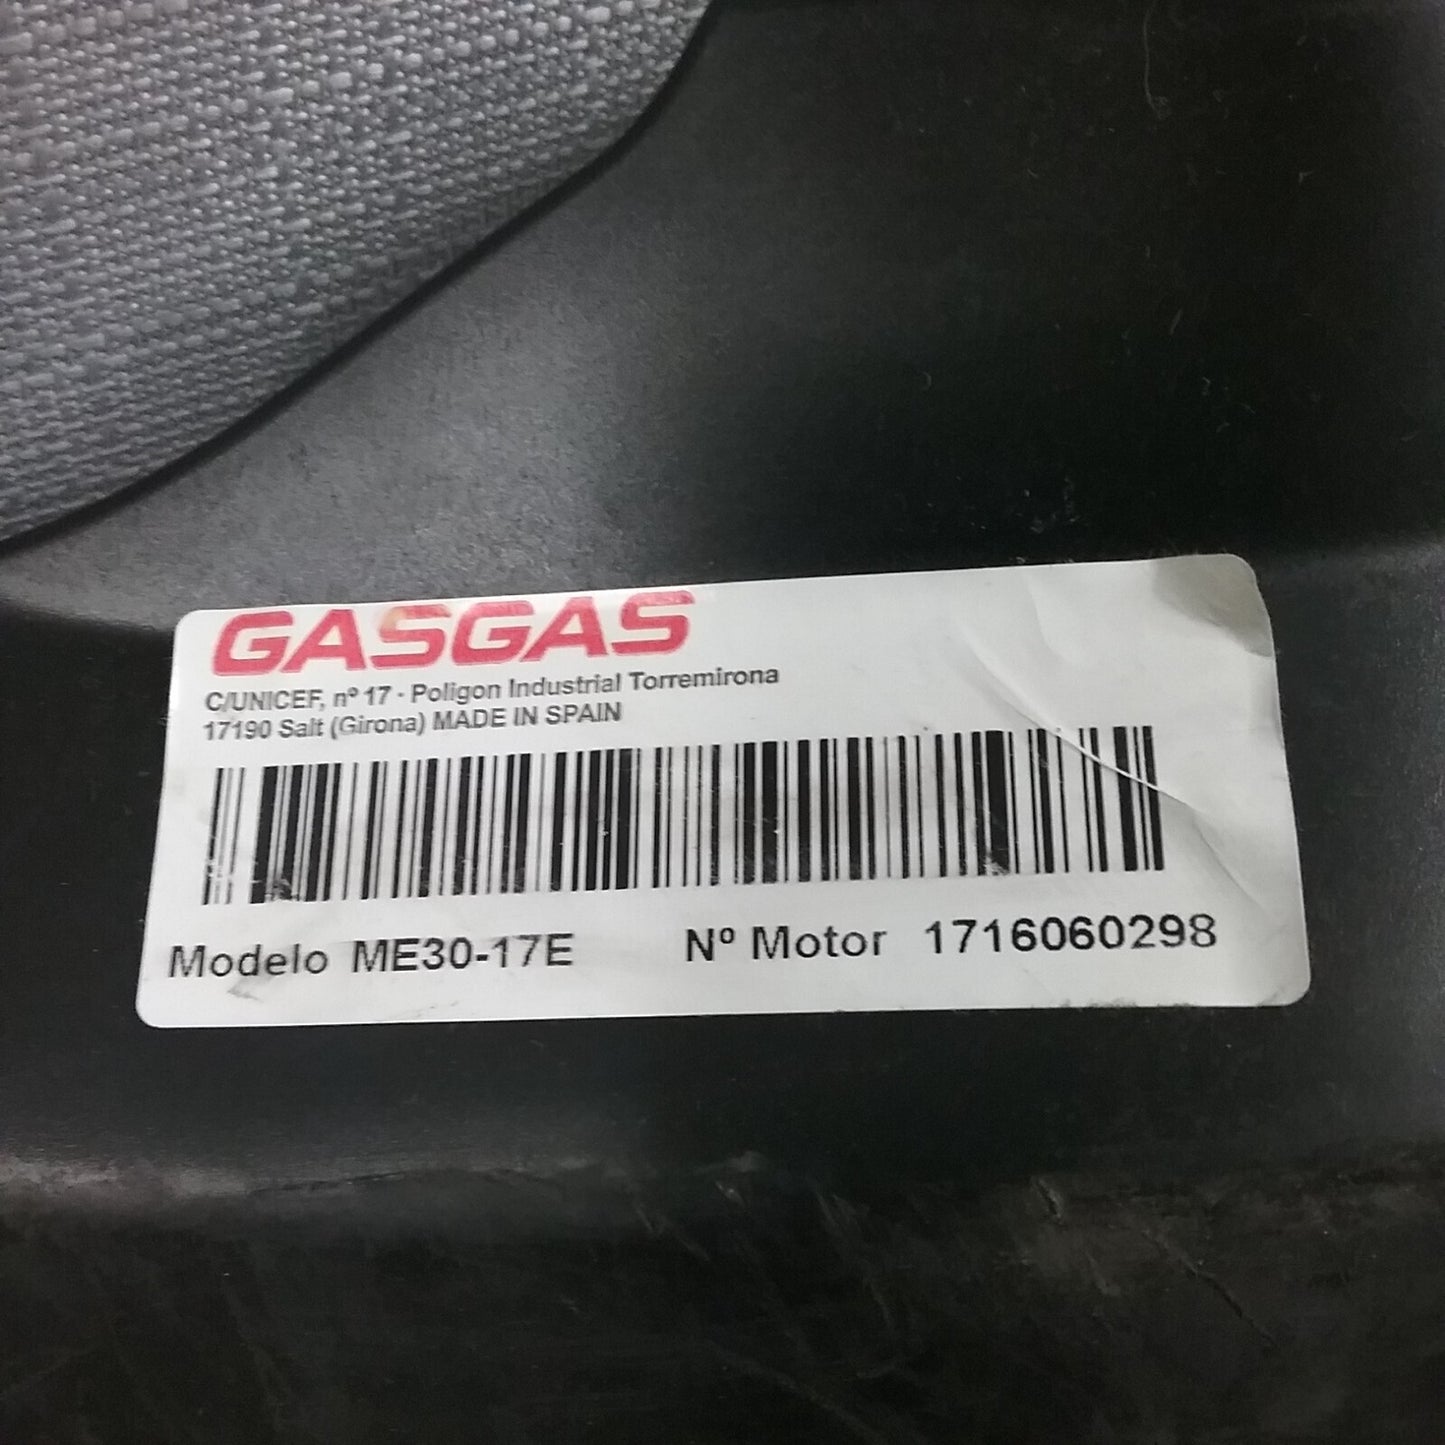 GASGAS
C/UNICEF, nº 17 - Poligon Industrial Torremirona
17190 Salt (Girona) MADE IN SPAIN
Modelo ME30-17E Nº Motor 1716060298